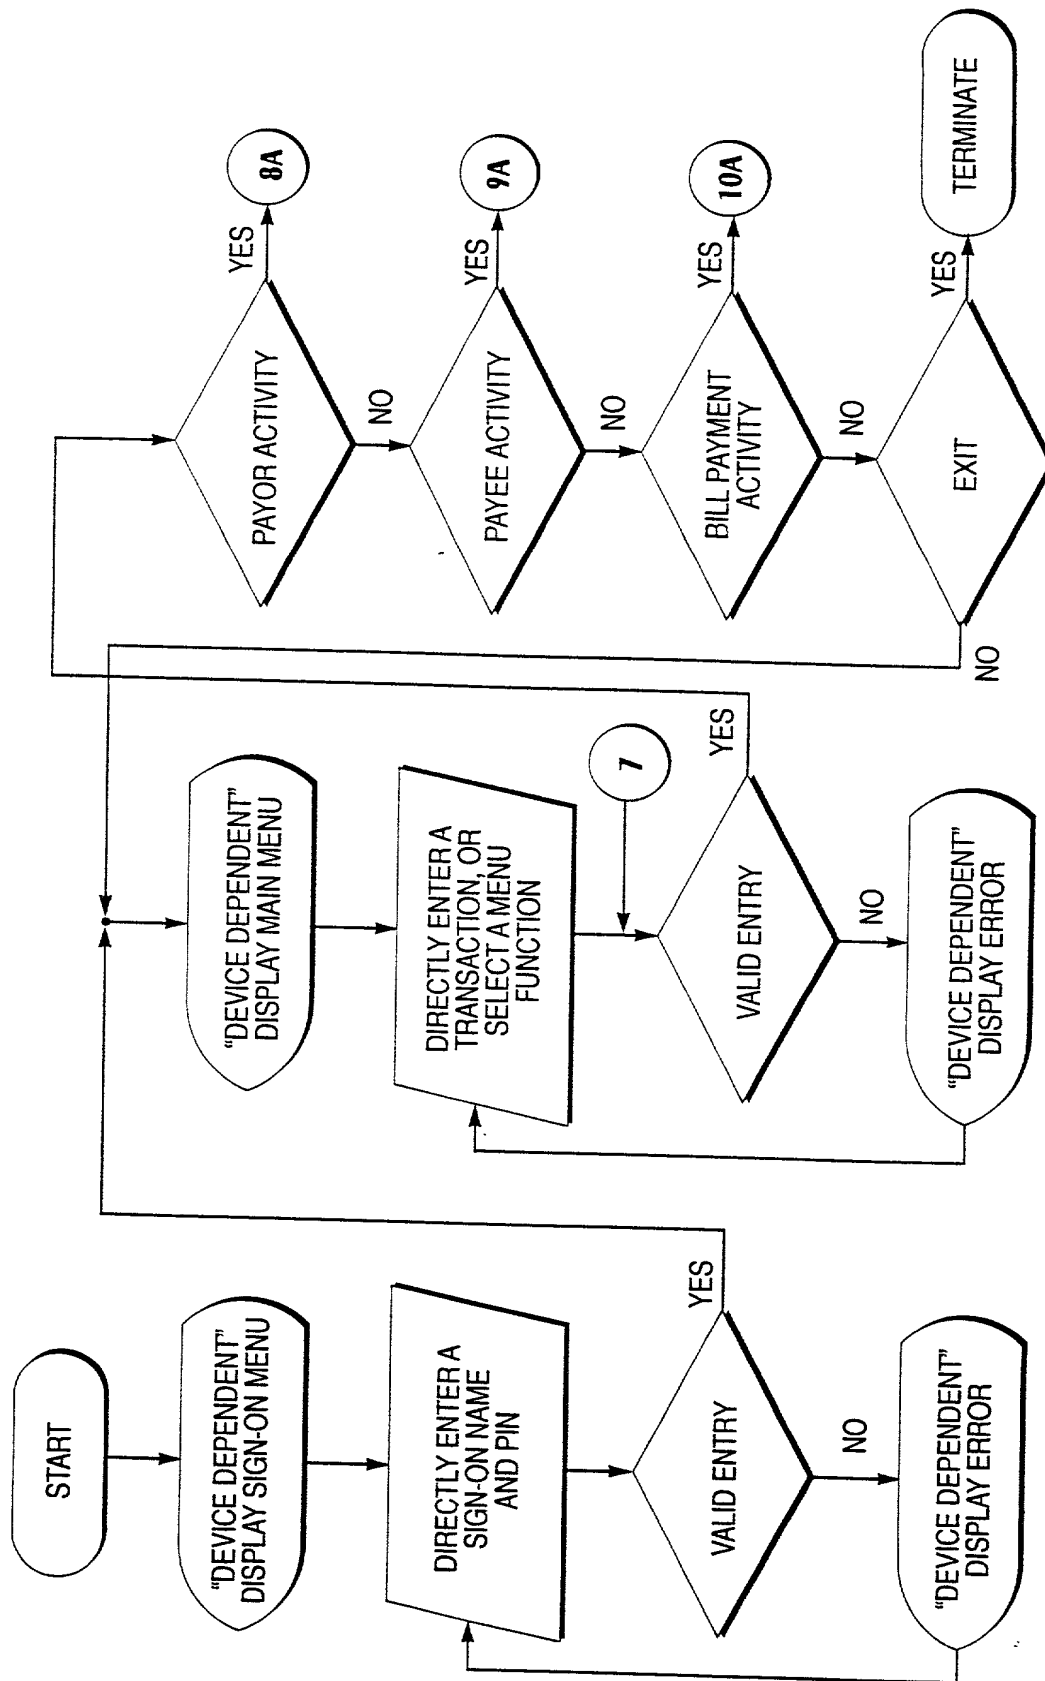 START
"DEVICE DEPENDENT"
DISPLAY SIGN-ON MENU
DIRECTLY ENTER A
SIGN-ON NAME
AND PIN
VALID ENTRY
YES
NO
"DEVICE DEPENDENT"
DISPLAY ERROR
"DEVICE DEPENDENT"
DISPLAY MAIN MENU
DIRECTLY ENTER A
TRANSACTION, OR
SELECT A MENU
FUNCTION
7
VALID ENTRY
YES
NO
"DEVICE DEPENDENT"
DISPLAY ERROR
PAYOR ACTIVITY
YES
8A
NO
PAYEE ACTIVITY
YES
9A
NO
BILL PAYMENT
ACTIVITY
YES
10A
NO
EXIT
YES
TERMINATE
NO